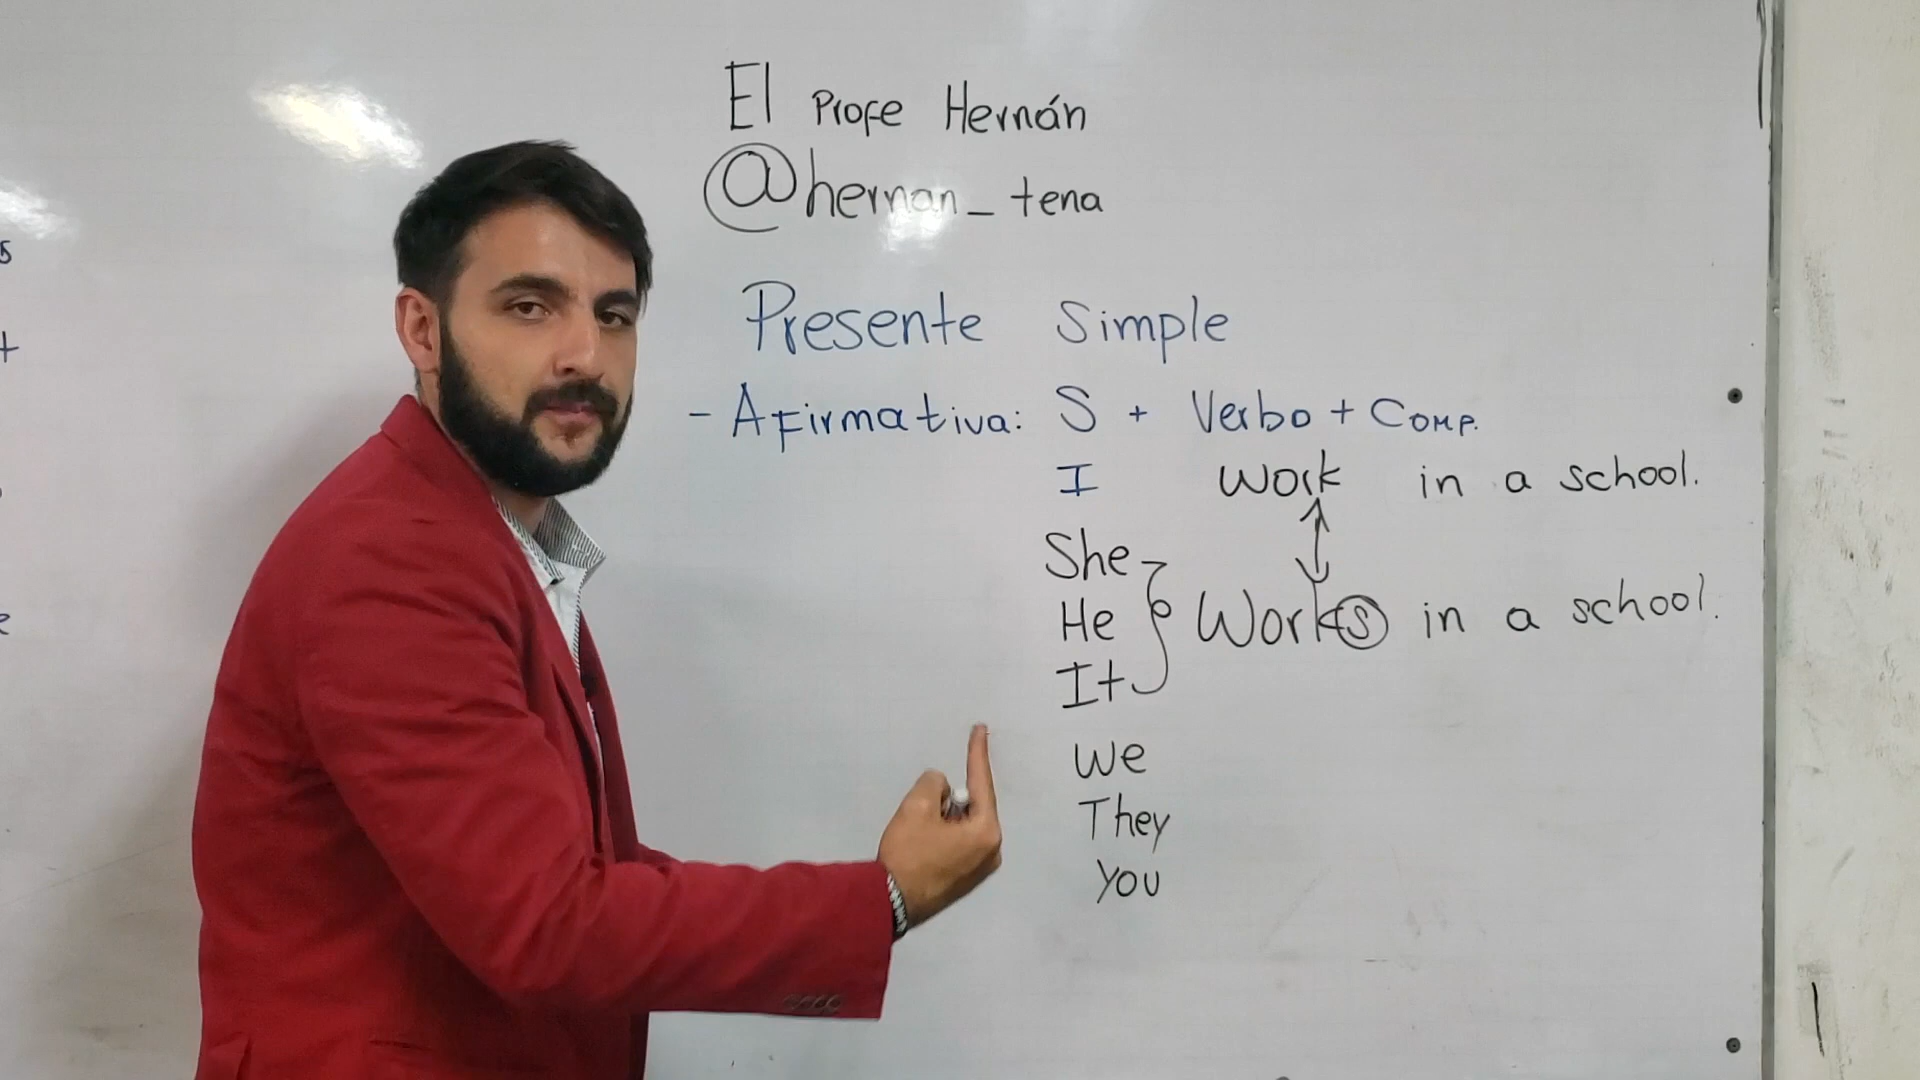 El Profe Hernán
@hernan_tena
Presente Simple
- Afirmativa: S + Verbo + Comp.
I work in a school.
She
He Works in a school.
It
We
They
You